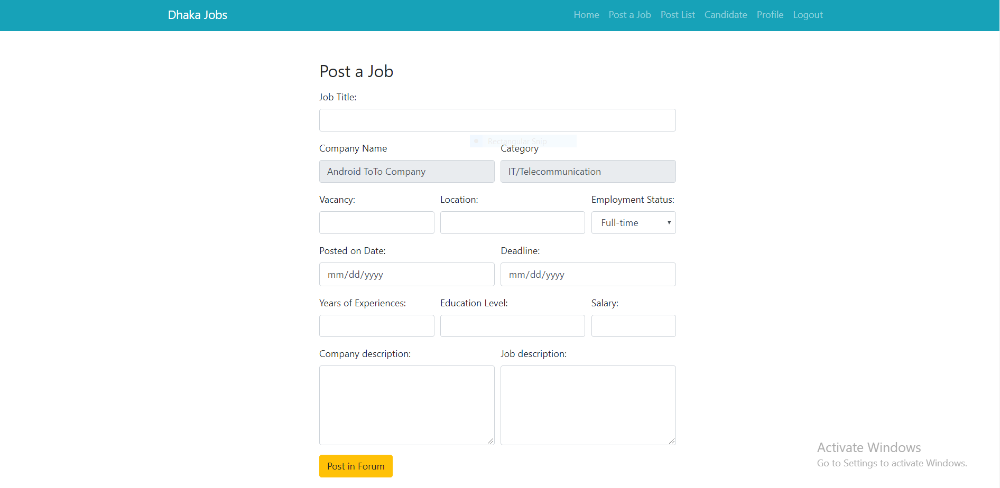 Dhaka Jobs
Home Post a Job Post List Candidate Profile Logout
Post a Job
Job Title:
Rectangular Snip
Company Name Category
Android ToTo Company IT/Telecommunication
Vacancy: Location: Employment Status:
Full-time
Posted on Date: Deadline:
mm/dd/yyyy mm/dd/yyyy
Years of Experiences: Education Level: Salary:
Company description: Job description:
Post in Forum
Activate Windows
Go to Settings to activate Windows.